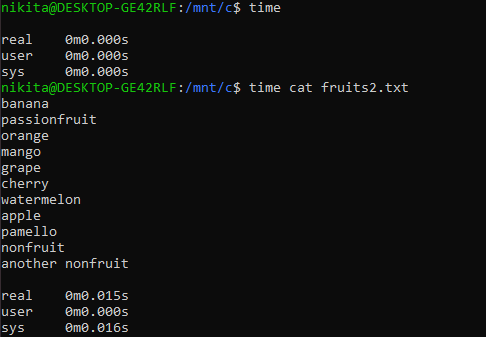 nikita@DESKTOP-GE42RLF:/mnt/c$ time
real    0m0.000s
user    0m0.000s
sys     0m0.000s
nikita@DESKTOP-GE42RLF:/mnt/c$ time cat fruits2.txt
banana
passionfruit
orange
mango
grape
cherry
watermelon
apple
pamello
nonfruit
another nonfruit
real    0m0.015s
user    0m0.000s
sys     0m0.016s